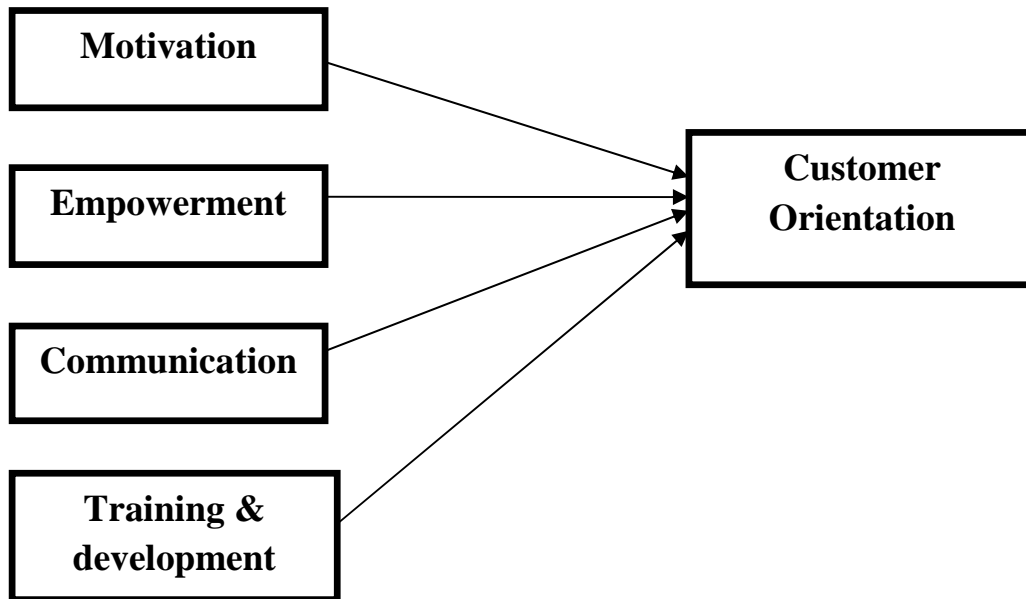 Motivation
Empowerment
Communication
Training &
development
Customer
Orientation